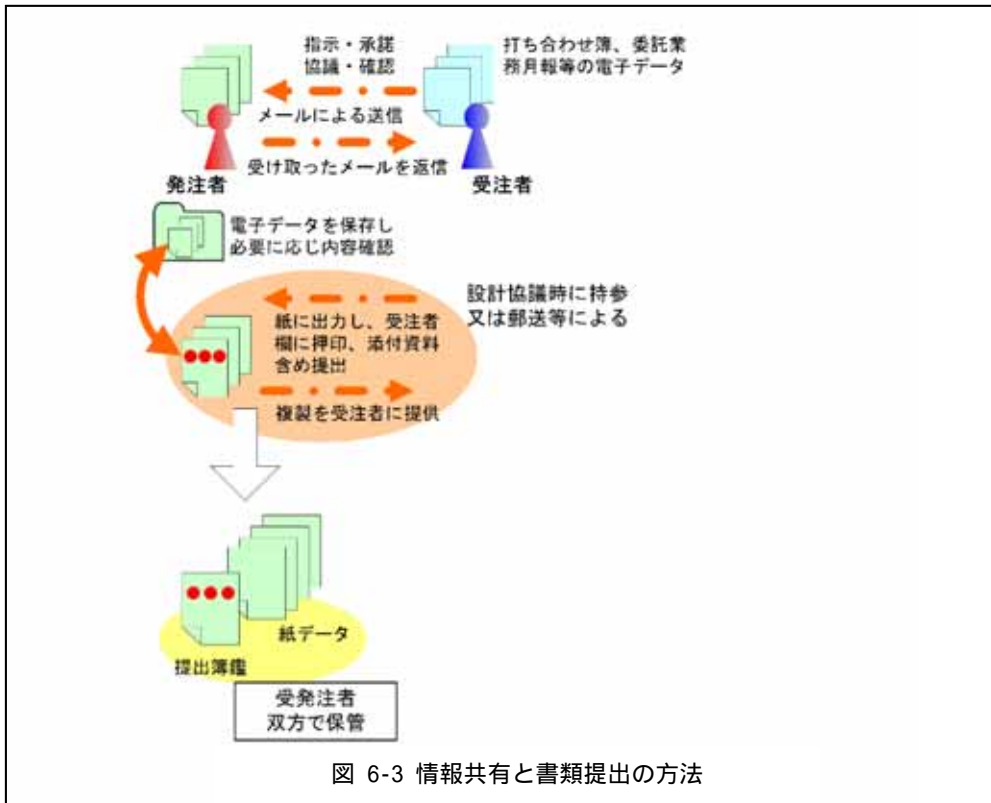 指示・承諾
協議・確認
打ち合わせ簿、委託業
務月報等の電子データ
メールによる送信
受け取ったメールを返信
発注者
受注者
電子データを保存し
必要に応じ内容確認
設計協議時に持参
又は郵送等による
紙に出力し、受注者
欄に押印、添付資料
含め提出
複製を受注者に提供
紙データ
提出簿鑑
受発注者
双方で保管
図 6-3 情報共有と書類提出の方法